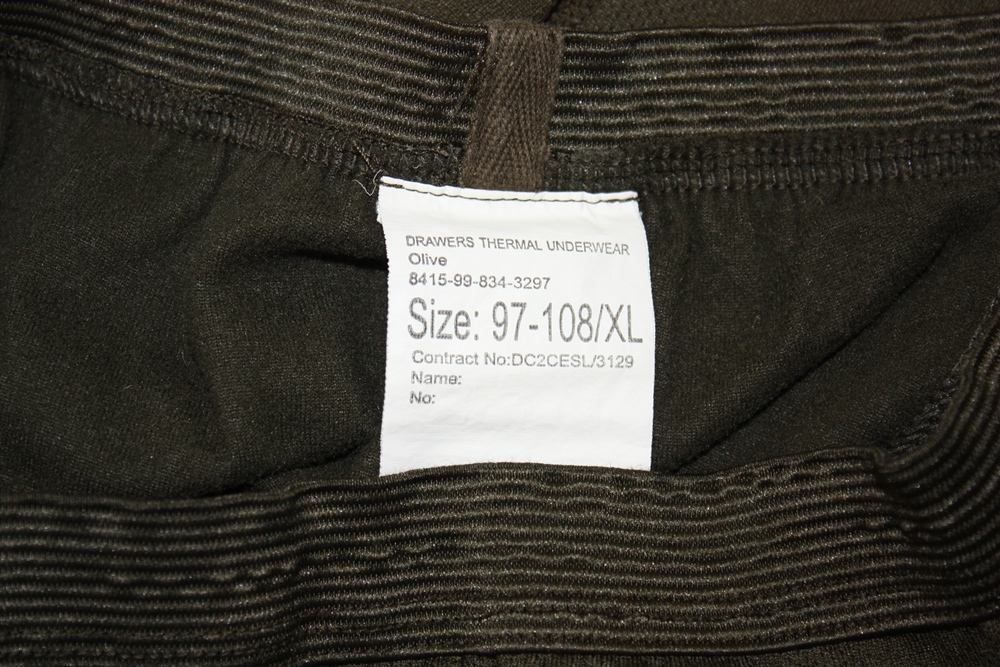 DRAWERS THERMAL UNDERWEAR
Olive
8415-99-834-3297
Size: 97-108/XL
Contract No:DC2CESL/3129
Name:
No: